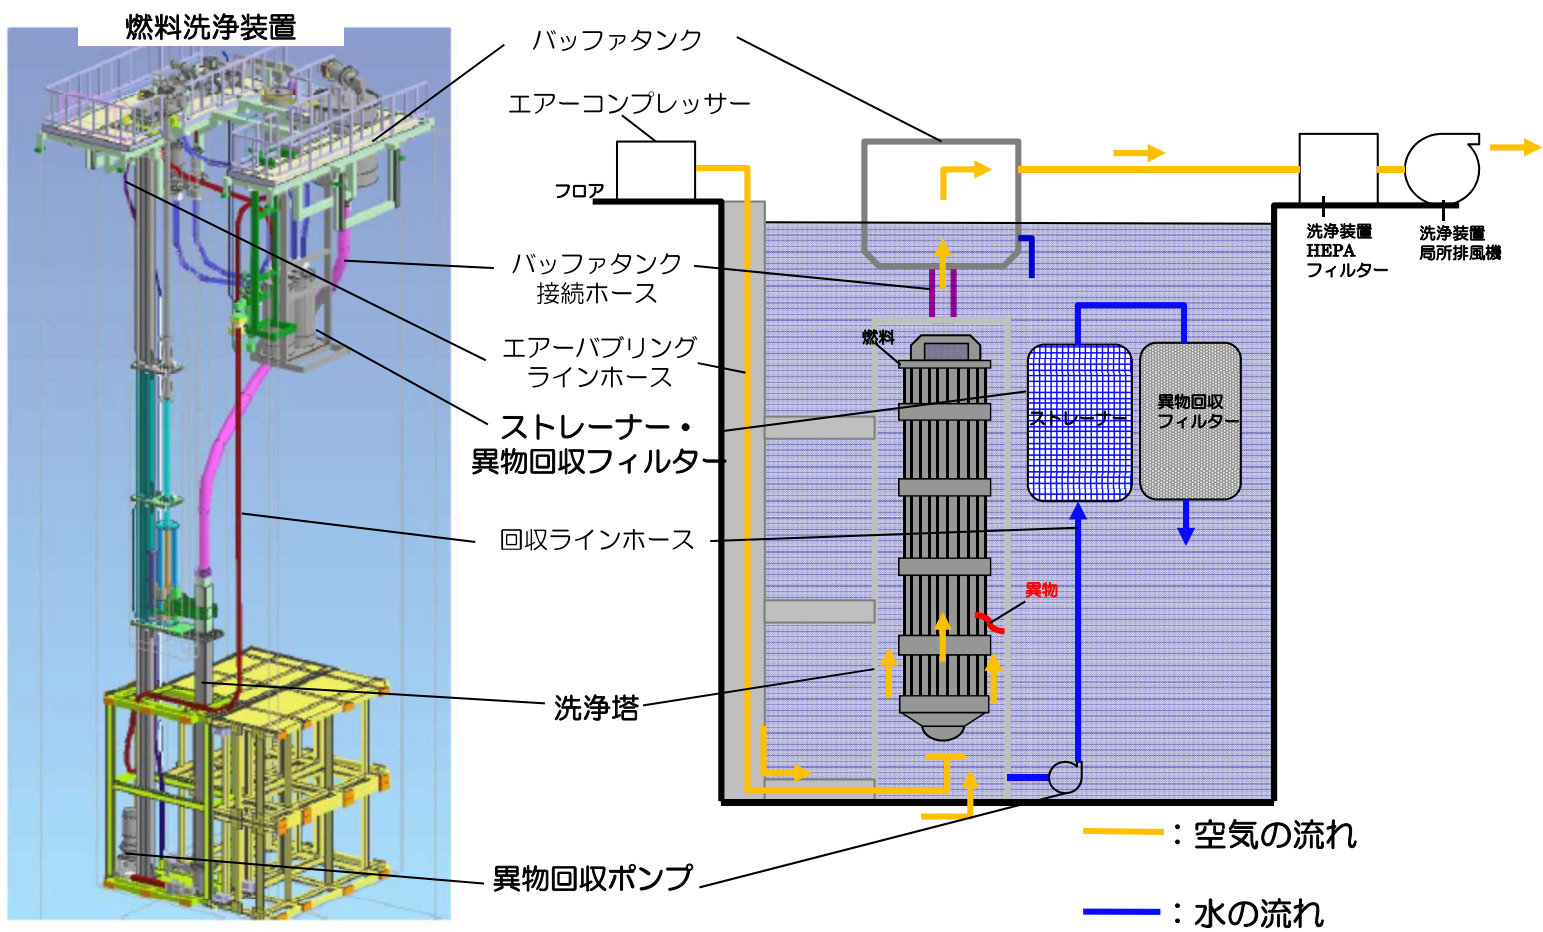 燃料洗浄装置
バッファタンク
エアーコンプレッサー
フロア
洗浄装置
HEPA
フィルター
洗浄装置
局所排風機
バッファタンク
接続ホース
燃料
エアーバブリング
ラインホース
ストレーナー・
異物回収フィルター
ストレーナー
異物回収
フィルター
回収ラインホース
異物
洗浄塔
異物回収ポンプ
：空気の流れ
：水の流れ